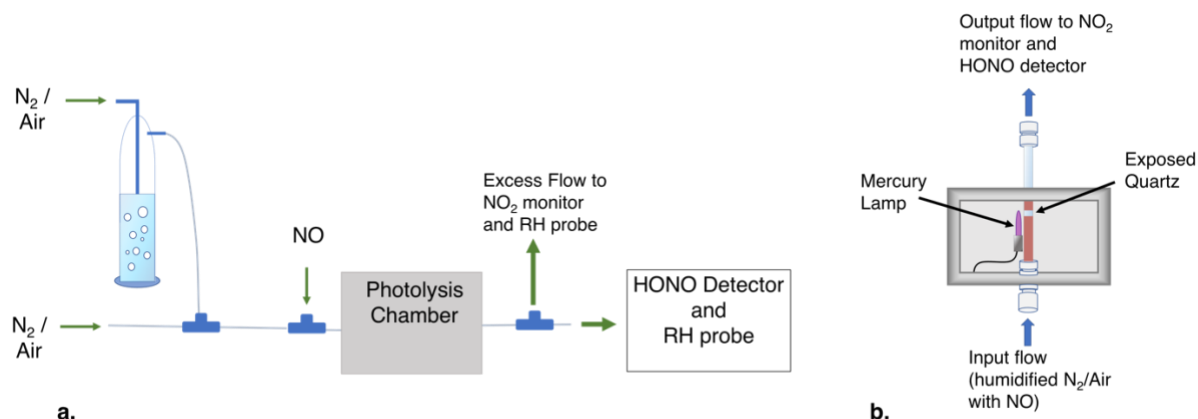 N₂ /
Air
NO
Excess Flow to
NO₂ monitor
and RH probe
Photolysis
Chamber
HONO Detector
and
RH probe
N₂ /
Air
a.
Output flow to NO₂
monitor and
HONO detector
Mercury
Lamp
Exposed
Quartz
Input flow
(humidified N₂/Air
with NO)
b.